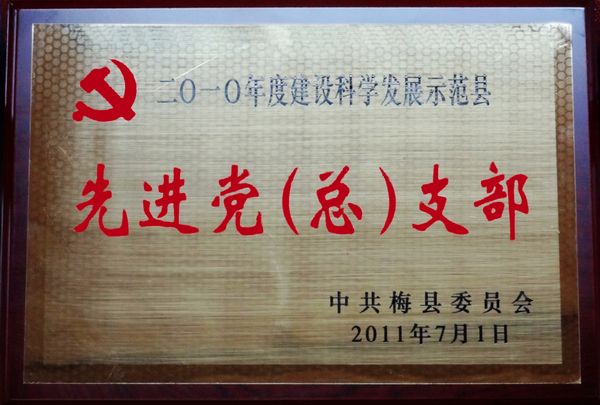 二〇一〇年度建设科学发展示范县
先进党(总)支部
中共梅县委员会
2011年7月1日